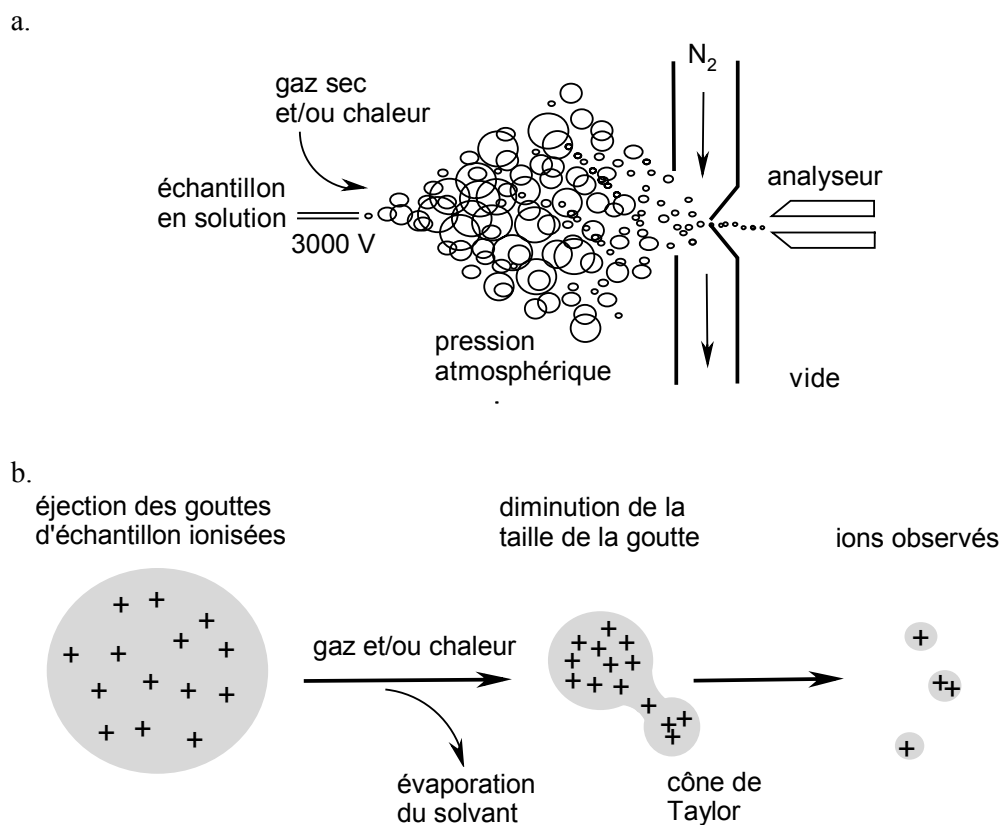 a.
N2
gaz sec
et/ou chaleur
échantillon
en solution
3000 V
analyseur
pression
atmosphérique
vide
b.
éjection des gouttes
d'échantillon ionisées
diminution de la
taille de la goutte
ions observés
gaz et/ou chaleur
évaporation
du solvant
cône de
Taylor